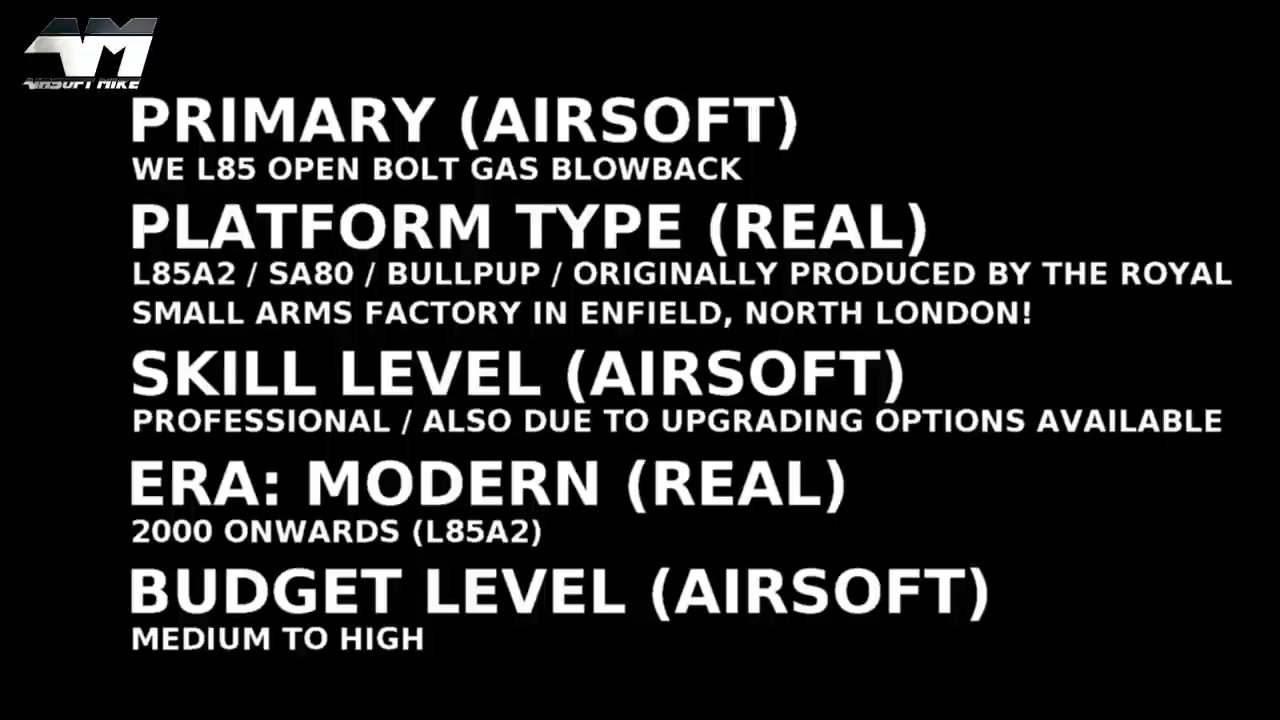 AIRSOFT MIKE
PRIMARY (AIRSOFT)
WE L85 OPEN BOLT GAS BLOWBACK
PLATFORM TYPE (REAL)
L85A2 / SA80 / BULLPUP / ORIGINALLY PRODUCED BY THE ROYAL
SMALL ARMS FACTORY IN ENFIELD, NORTH LONDON!
SKILL LEVEL (AIRSOFT)
PROFESSIONAL / ALSO DUE TO UPGRADING OPTIONS AVAILABLE
ERA: MODERN (REAL)
2000 ONWARDS (L85A2)
BUDGET LEVEL (AIRSOFT)
MEDIUM TO HIGH